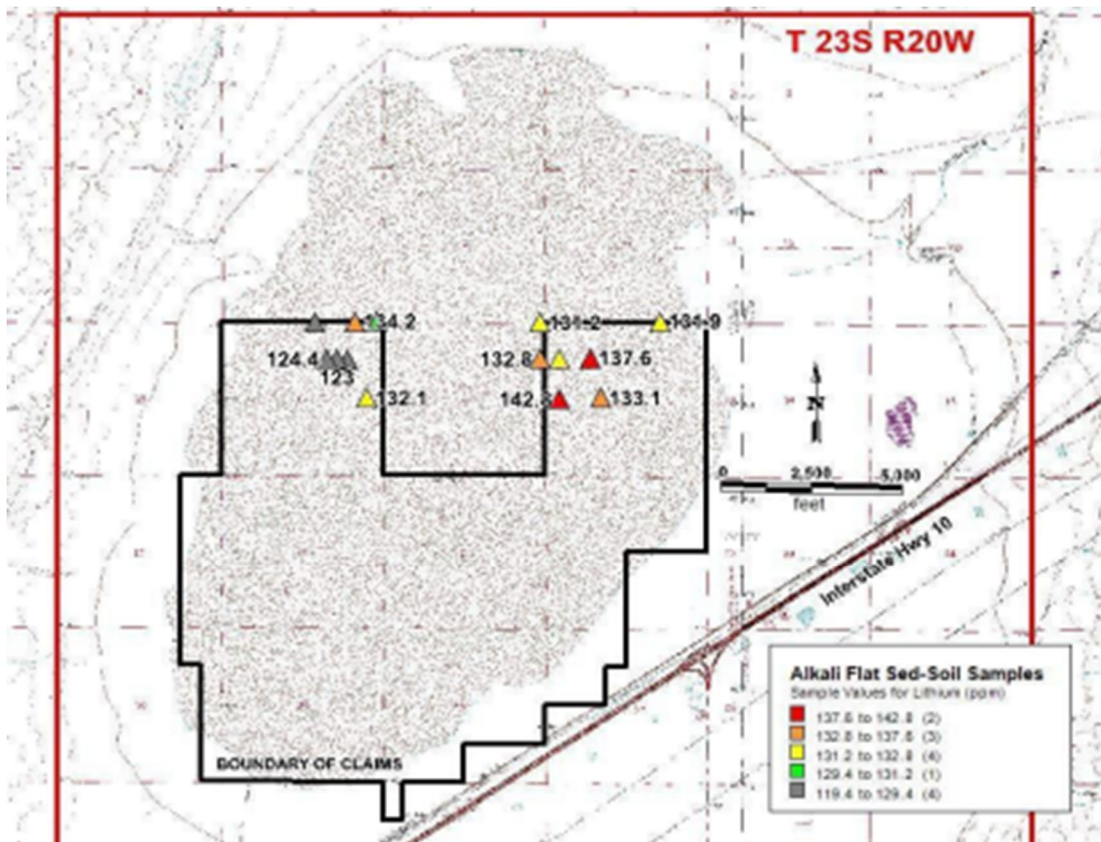 T 23S R20W
134.2
131.2
131.9
124.4
123
132.8
137.6
132.1
142.8
133.1
N
0 2,500 5,000
feet
Interstate Hwy 10
BOUNDARY OF CLAIMS
Alkali Flat Sed-Soil Samples
Sample Values for Lithium (ppm)
137.6 to 142.8 (2)
132.8 to 137.6 (3)
131.2 to 132.8 (4)
129.4 to 131.2 (1)
119.4 to 129.4 (4)